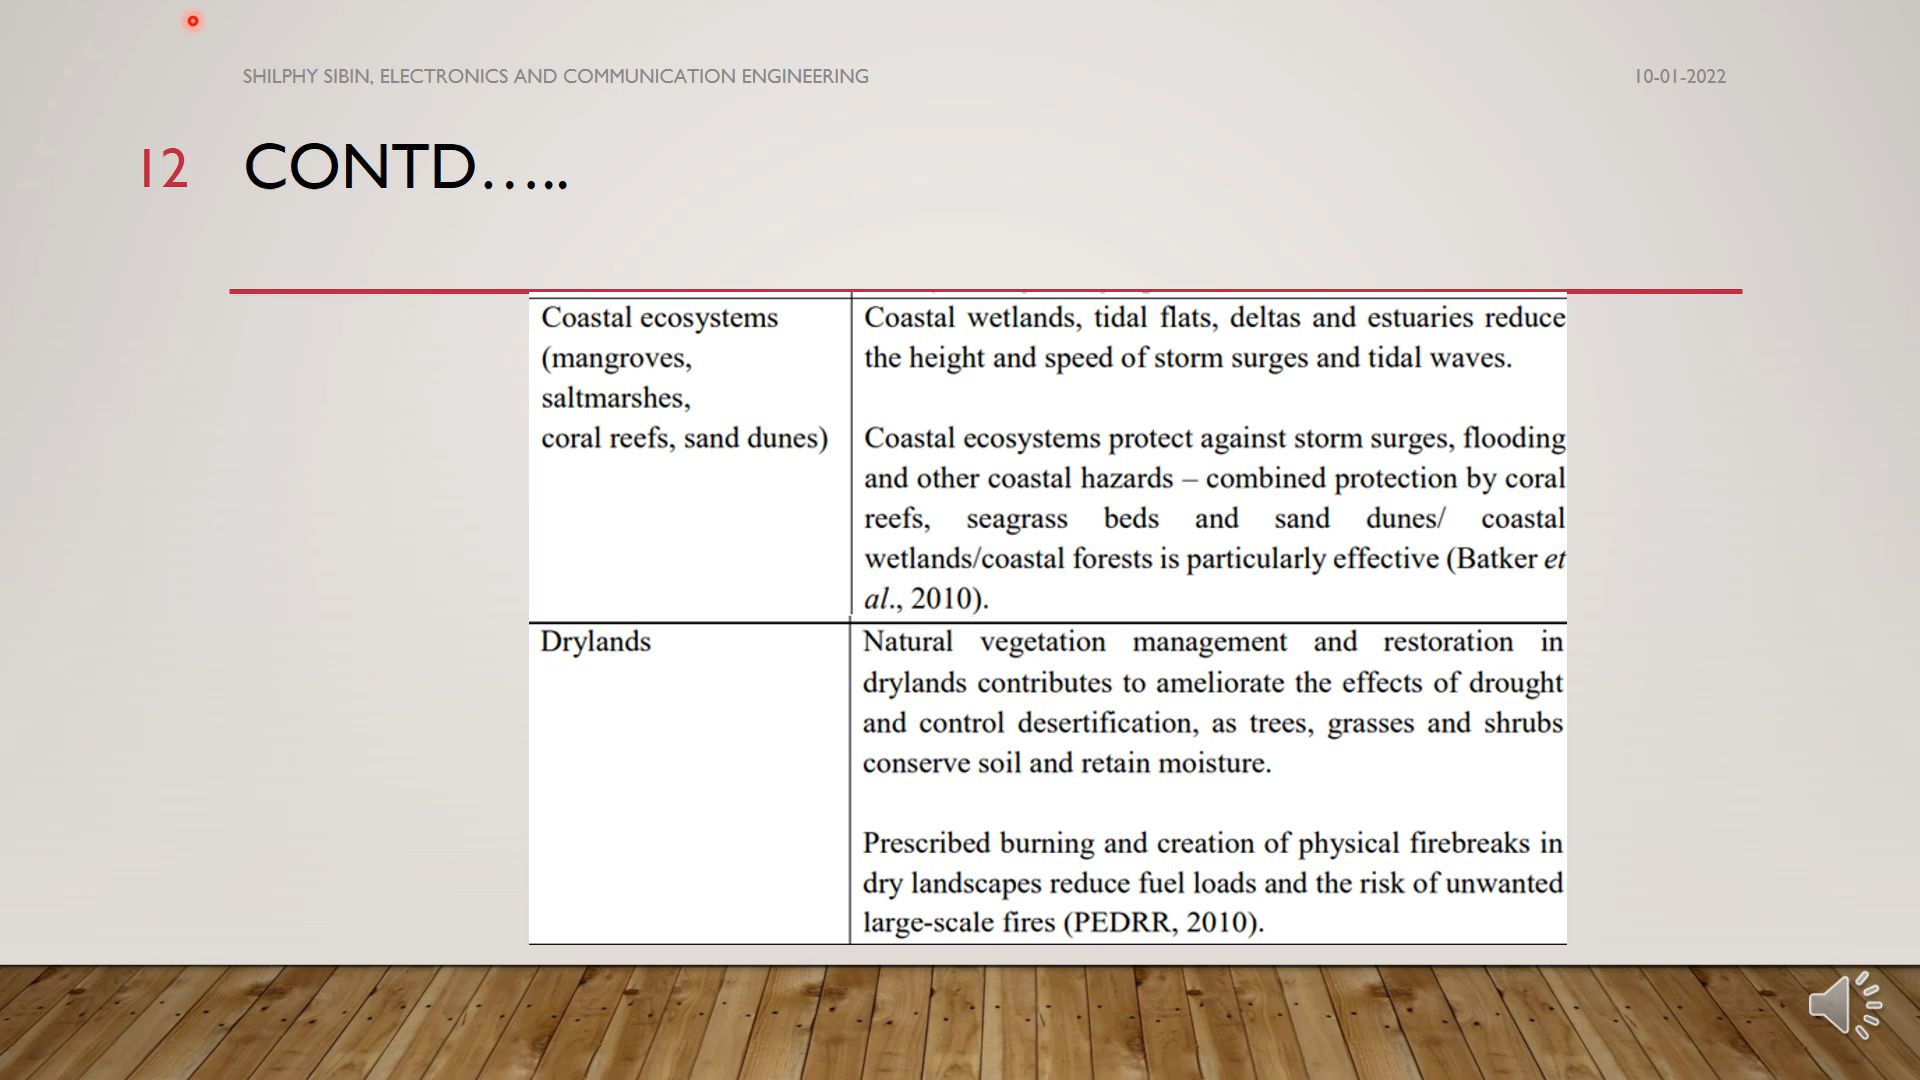 SHILPHY SIBIN, ELECTRONICS AND COMMUNICATION ENGINEERING
10-01-2022
12
CONTD…..
Coastal ecosystems
(mangroves,
saltmarshes,
coral reefs, sand dunes)
Coastal wetlands, tidal flats, deltas and estuaries reduce
the height and speed of storm surges and tidal waves.
Coastal ecosystems protect against storm surges, flooding
and other coastal hazards – combined protection by coral
reefs, seagrass beds and sand dunes/ coastal
wetlands/coastal forests is particularly effective (Batker et
al., 2010).
Drylands
Natural vegetation management and restoration in
drylands contributes to ameliorate the effects of drought
and control desertification, as trees, grasses and shrubs
conserve soil and retain moisture.
Prescribed burning and creation of physical firebreaks in
dry landscapes reduce fuel loads and the risk of unwanted
large-scale fires (PEDRR, 2010).